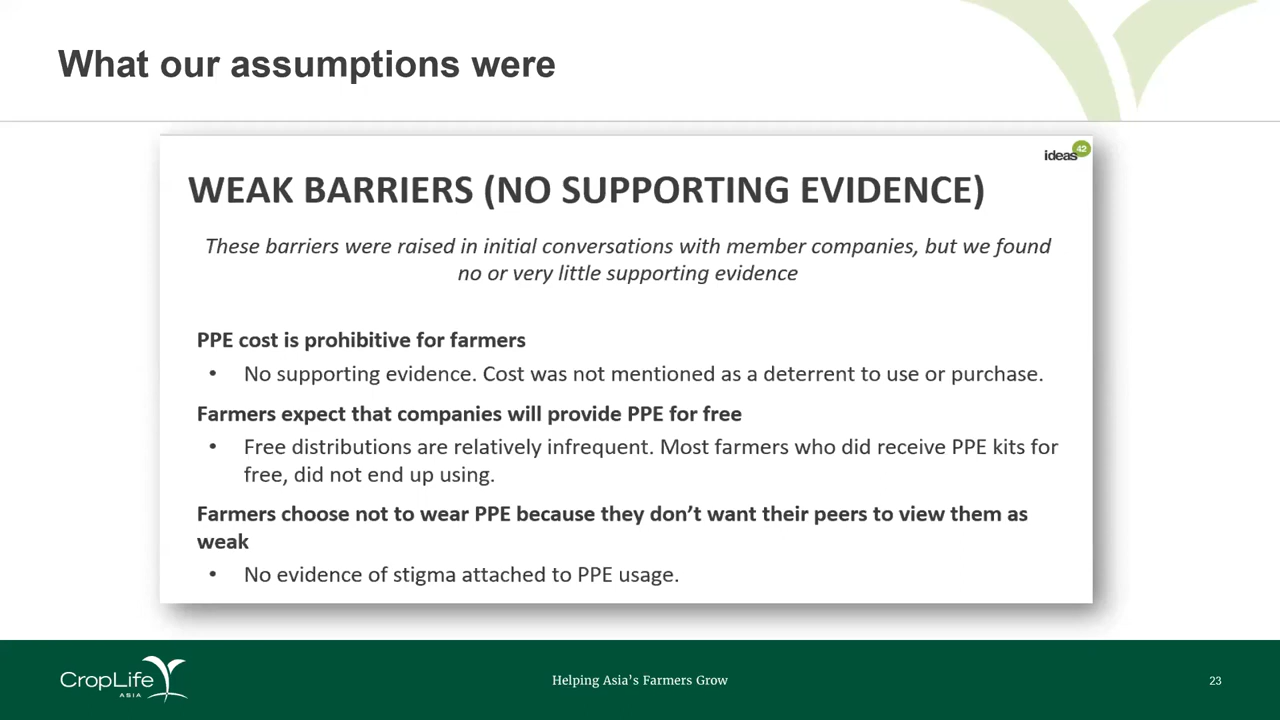 What our assumptions were
ideas42
WEAK BARRIERS (NO SUPPORTING EVIDENCE)
These barriers were raised in initial conversations with member companies, but we found
no or very little supporting evidence
PPE cost is prohibitive for farmers
• No supporting evidence. Cost was not mentioned as a deterrent to use or purchase.
Farmers expect that companies will provide PPE for free
• Free distributions are relatively infrequent. Most farmers who did receive PPE kits for
free, did not end up using.
Farmers choose not to wear PPE because they don’t want their peers to view them as
weak
• No evidence of stigma attached to PPE usage.
CropLife
ASIA
Helping Asia’s Farmers Grow
23